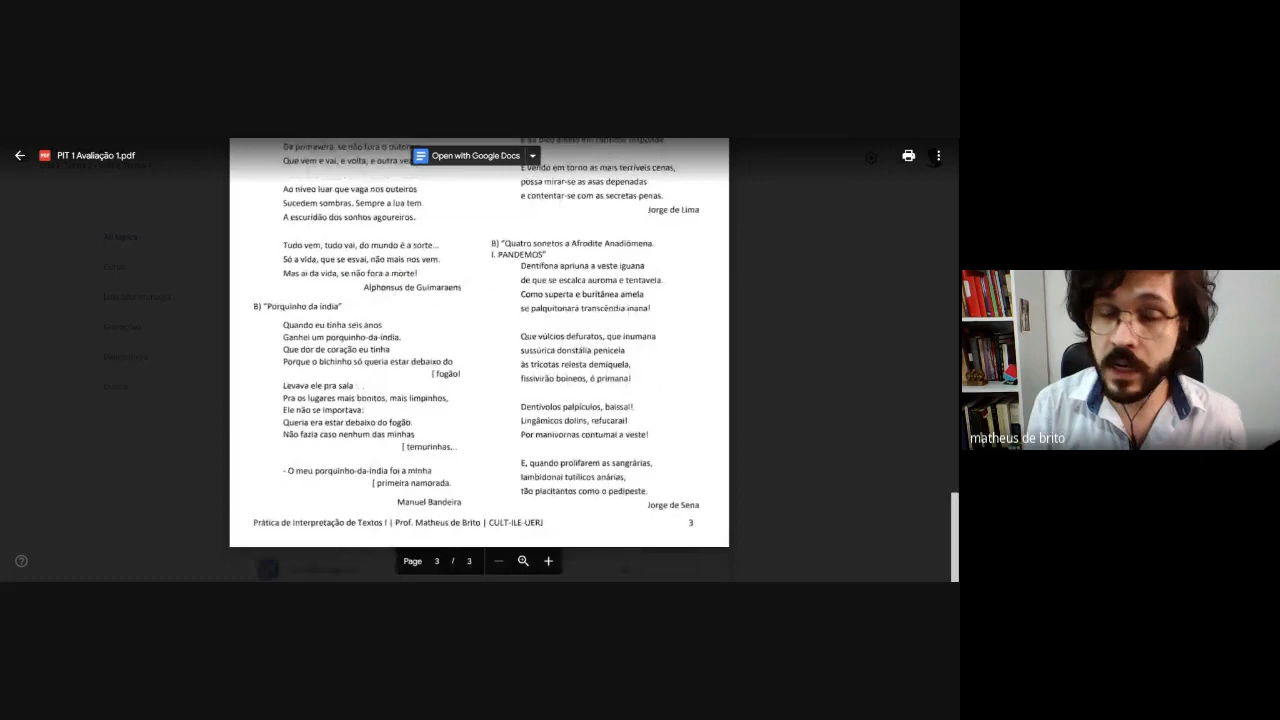 PIT 1 Avaliação 1.pdf
Open with Google Docs
De primavera, se não fora o outono
Que vem e vai, e volta, e outra vez
Ao níveo luar que vaga nos outeiros
Sucedem sombras. Sempre a lua tem
A escuridão dos sonhos agoureiros.
Tudo vem, tudo vai, do mundo é a sorte...
Só a vida, que se esvai, não mais nos vem.
Mas ai da vida, se não fora a morte!
Alphonsus de Guimaraens
B) "Porquinho da índia"
Quando eu tinha seis anos
Ganhei um porquinho-da-índia.
Que dor de coração eu tinha
Porque o bichinho só queria estar debaixo do
[ fogão!
Levava ele pra sala
Pra os lugares mais bonitos, mais limpinhos,
Ele não se importava:
Queria era estar debaixo do fogão.
Não fazia caso nenhum das minhas
[ ternurinhas...
- O meu porquinho-da-índia foi a minha
[ primeira namorada.
Manuel Bandeira
E vendo em torno as mais terríveis cenas,
possa mirar-se as asas depenadas
e contentar-se com as secretas penas.
Jorge de Lima
B) "Quatro sonetos a Afrodite Anadiómena.
I. PANDEMOS"
Dentífona apriuna a veste iguana
de que se escalca auroma e tentavela.
Como superta e buritânea amela
se palquitonará transcêndia inana!
Que vúlcios defuratos, que inumana
sussúrica donstália penicela
às trícotas relesta demiquela,
fissivirão boíneos, ó primana!
Dentívolos palpículos, baissai!
Lingâmicos dolins, refucarai!
Por manivornas contumai a veste!
E, quando prolifarem as sangrárias,
lambidonai tutílicos anárias,
tão placitantos como o pedipeste.
Jorge de Sena
Prática de Interpretação de Textos I | Prof. Matheus de Brito | CULT-ILE-UERJ 3
Page 3 / 3
matheus de brito